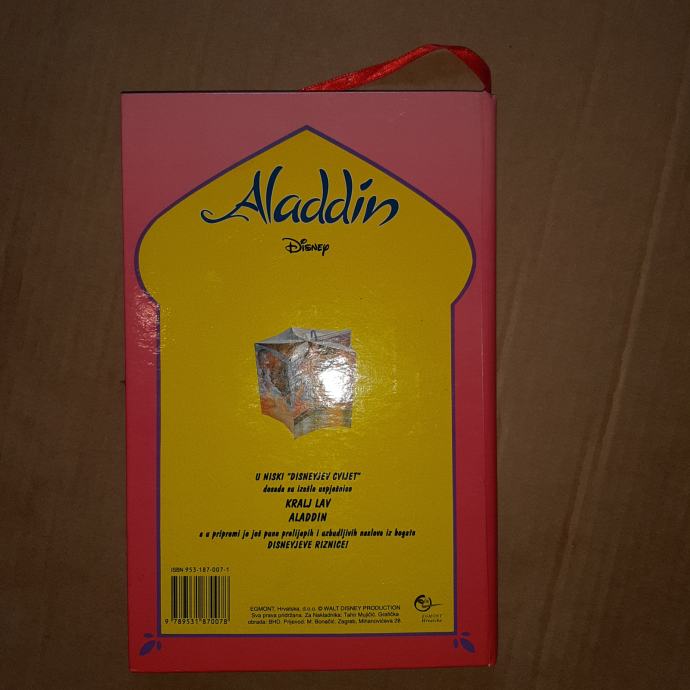 Aladdin
Disney
U NISKI "DISNEYJEV CVIJET"
dosada su izašle uspješnice
KRALJ LAV
ALADDIN
a u pripremi je još puno prelijepih i uzbudljivih naslova iz bogate
DISNEYJEVE RIZNICE!
ISBN 953-187-007-1
9 789531 870078
EGMONT, Hrvatska, d.o.o. © WALT DISNEY PRODUCTION
Sva prava pridržana. Za Nakladnika: Tahir Mujičić. Grafička
obrada: BHD. Prijevod: M. Bonačić. Zagreb, Mihanovićeva 28.
EGMONT
Hrvatska